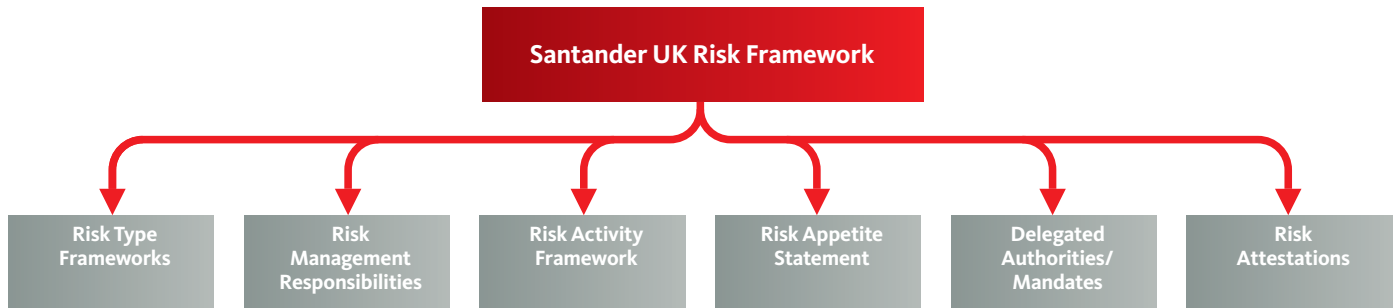 Santander UK Risk Framework
Risk Type
Frameworks
Risk
Management
Responsibilities
Risk Activity
Framework
Risk Appetite
Statement
Delegated
Authorities/
Mandates
Risk
Attestations